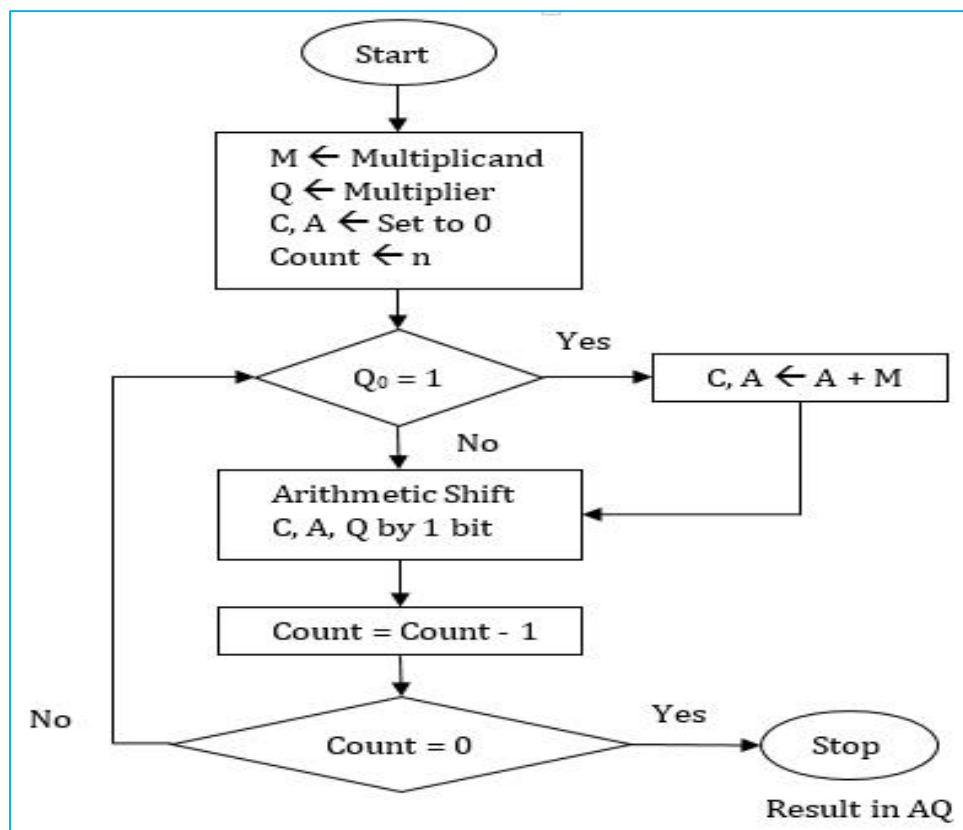 Start
M ← Multiplicand
Q ← Multiplier
C, A ← Set to 0
Count ← n
Yes
Q₀ = 1
C, A ← A + M
No
Arithmetic Shift
C, A, Q by 1 bit
Count = Count - 1
No
Yes
Count = 0
Stop
Result in AQ